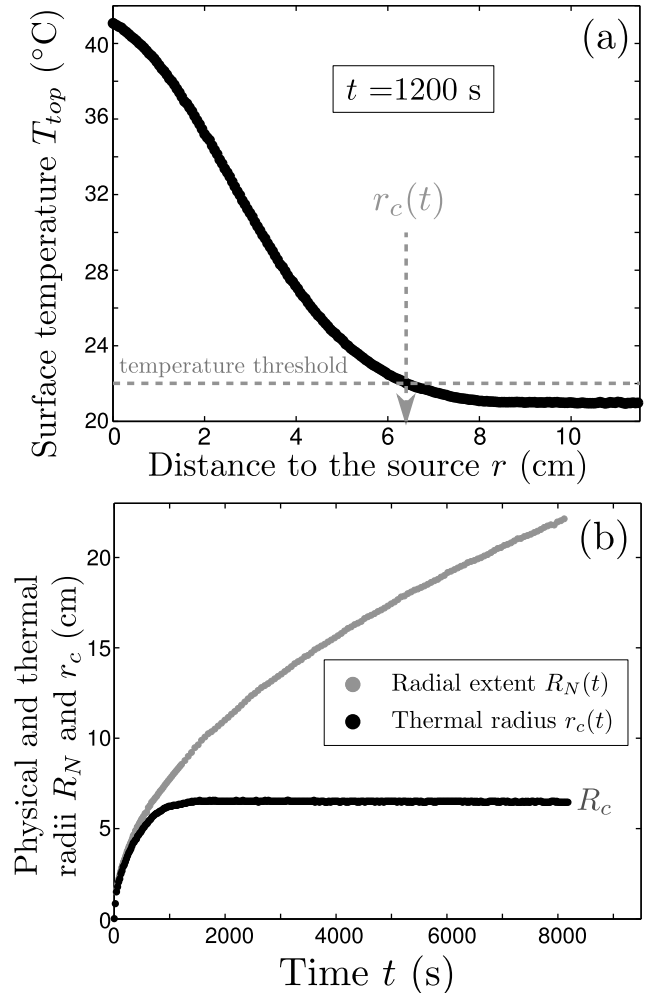 (a)
t =1200 s
r_c(t)
temperature threshold
Surface temperature T_top (°C)
40
36
32
28
24
20
0 2 4 6 8 10
Distance to the source r (cm)
(b)
Physical and thermal
radii R_N and r_c (cm)
20
15
10
5
0
Radial extent R_N(t)
Thermal radius r_c(t)
R_c
0 2000 4000 6000 8000
Time t (s)